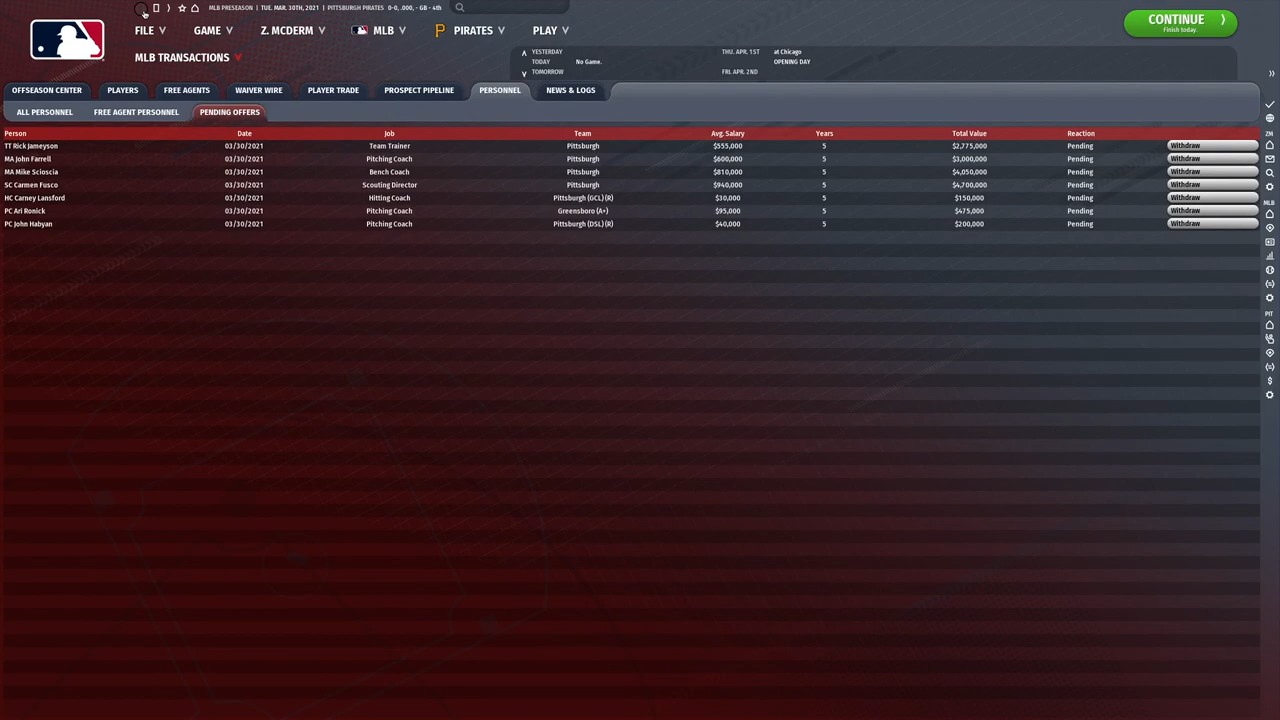 MLB PRESEASON | TUE. MAR. 30TH, 2021 | PITTSBURGH PIRATES 0-0, .000, - GB - 4th
FILE GAME Z. MCDERM MLB PIRATES PLAY
CONTINUE
Finish today.
MLB TRANSACTIONS
YESTERDAY THU. APR. 1ST at Chicago
TODAY No Game. OPENING DAY
TOMORROW FRI. APR. 2ND
OFFSEASON CENTER PLAYERS FREE AGENTS WAIVER WIRE PLAYER TRADE PROSPECT PIPELINE PERSONNEL NEWS & LOGS
ALL PERSONNEL FREE AGENT PERSONNEL PENDING OFFERS
Person Date Job Team Avg. Salary Years Total Value Reaction
TT Rick Jameyson 03/30/2021 Team Trainer Pittsburgh $555,000 5 $2,775,000 Pending Withdraw
MA John Farrell 03/30/2021 Pitching Coach Pittsburgh $600,000 5 $3,000,000 Pending Withdraw
MA Mike Scioscia 03/30/2021 Bench Coach Pittsburgh $810,000 5 $4,050,000 Pending Withdraw
SC Carmen Fusco 03/30/2021 Scouting Director Pittsburgh $940,000 5 $4,700,000 Pending Withdraw
HC Carney Lansford 03/30/2021 Hitting Coach Pittsburgh (GCL) (R) $30,000 5 $150,000 Pending Withdraw
PC Ari Ronick 03/30/2021 Pitching Coach Greensboro (A+) $95,000 5 $475,000 Pending Withdraw
PC John Habyan 03/30/2021 Pitching Coach Pittsburgh (DSL) (R) $40,000 5 $200,000 Pending Withdraw
ZM
MLB
PIT
$